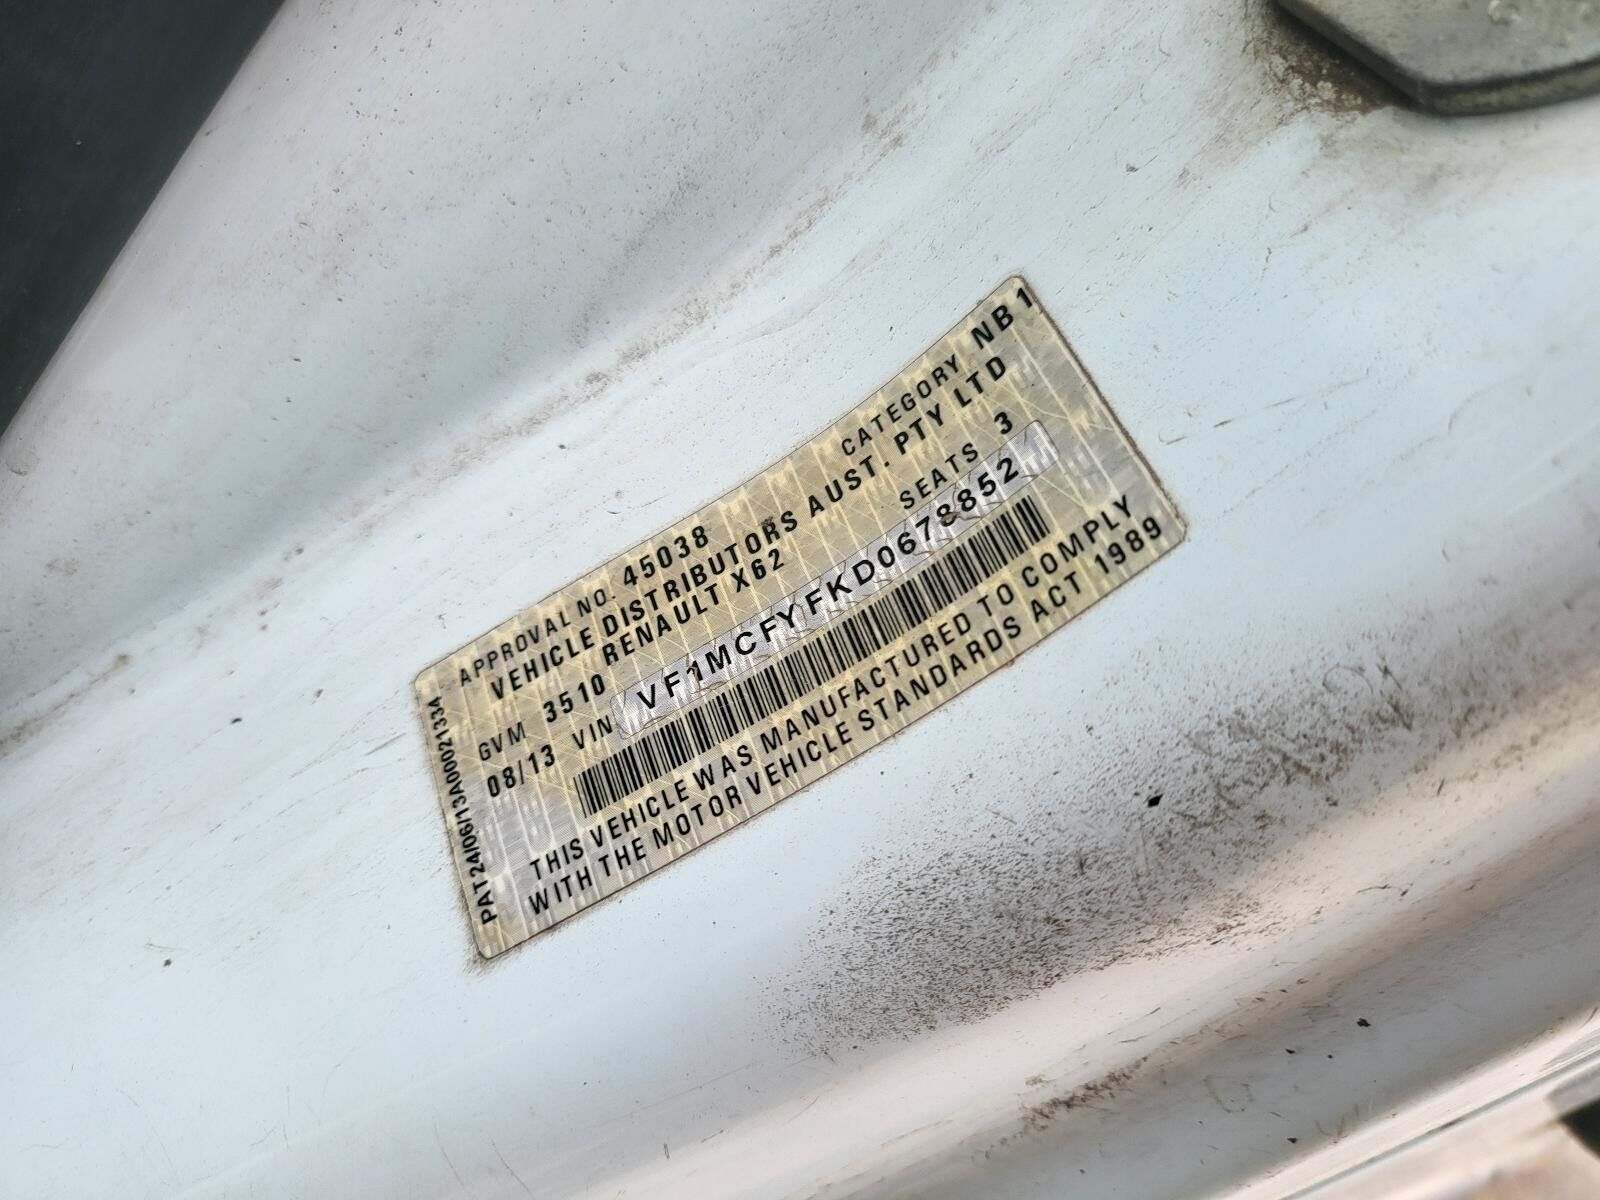 APPROVAL NO. 45038 CATEGORY NB1
VEHICLE DISTRIBUTORS AUST. PTY LTD
RENAULT X62
GVM 3510 SEATS 3
08/13 VIN VF1MCFYFKD0678852
THIS VEHICLE WAS MANUFACTURED TO COMPLY
WITH THE MOTOR VEHICLE STANDARDS ACT 1989
PAT24/06/13A00002133A